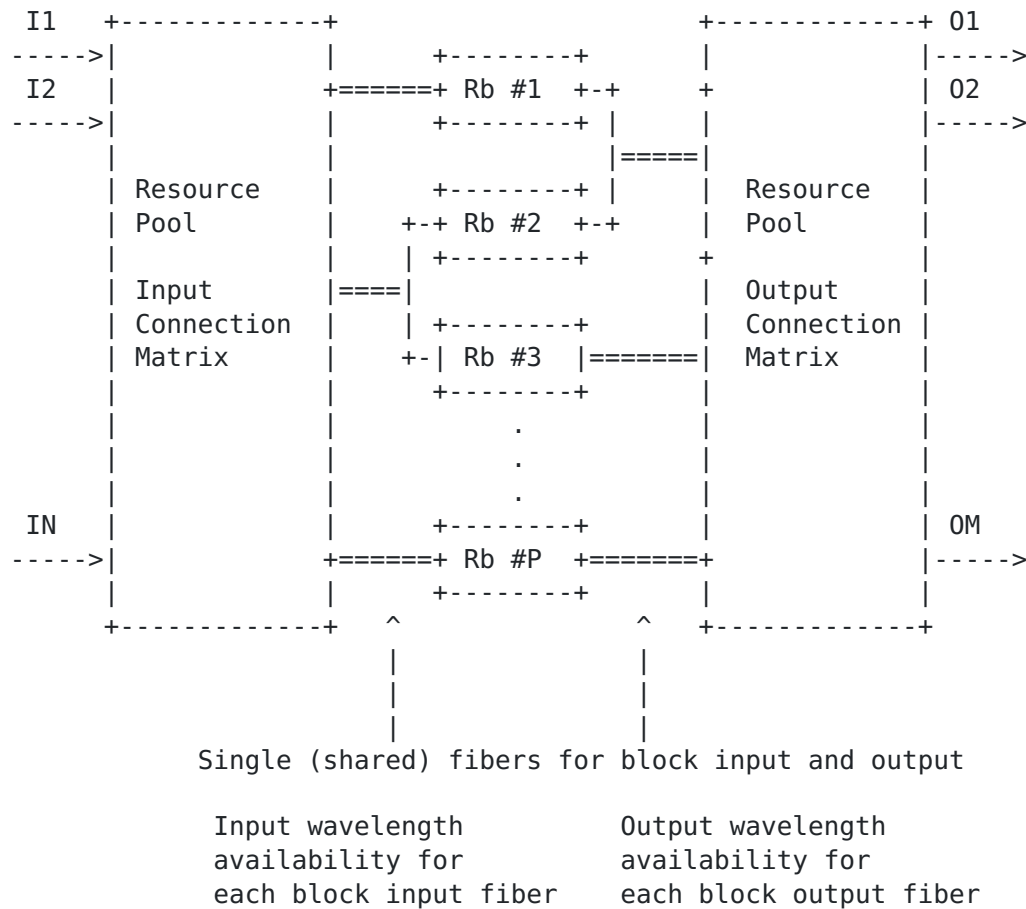 I1 +-------------+ +-------------+ O1
----->| | +--------+ | |----->
I2 | +======+ Rb #1 +-+ + | O2
----->| | +--------+ | | |----->
| | |=====| |
| Resource | +--------+ | | Resource |
| Pool | +-+ Rb #2 +-+ | Pool |
| | | +--------+ + |
| Input |====| | Output |
| Connection | | +--------+ | Connection |
| Matrix | +-| Rb #3 |=======| Matrix |
| | +--------+ | |
| | . | |
| | . | |
| | . | |
IN | | +--------+ | | OM
----->| +======+ Rb #P +=======+ |----->
| | +--------+ | |
+-------------+ ^ ^ +-------------+
| |
| |
| |
Single (shared) fibers for block input and output
Input wavelength Output wavelength
availability for availability for
each block input fiber each block output fiber